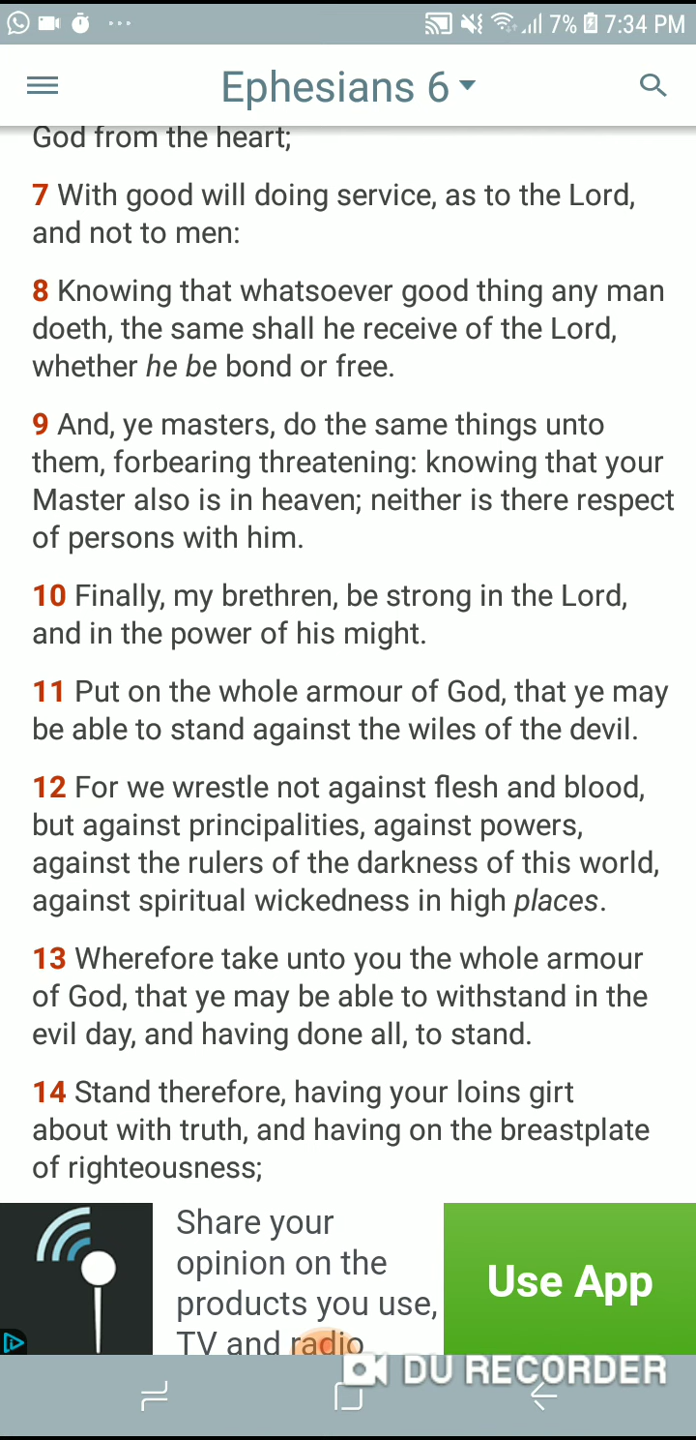 7% 7:34 PM
Ephesians 6
God from the heart;
7 With good will doing service, as to the Lord,
and not to men:
8 Knowing that whatsoever good thing any man
doeth, the same shall he receive of the Lord,
whether he be bond or free.
9 And, ye masters, do the same things unto
them, forbearing threatening: knowing that your
Master also is in heaven; neither is there respect
of persons with him.
10 Finally, my brethren, be strong in the Lord,
and in the power of his might.
11 Put on the whole armour of God, that ye may
be able to stand against the wiles of the devil.
12 For we wrestle not against flesh and blood,
but against principalities, against powers,
against the rulers of the darkness of this world,
against spiritual wickedness in high places.
13 Wherefore take unto you the whole armour
of God, that ye may be able to withstand in the
evil day, and having done all, to stand.
14 Stand therefore, having your loins girt
about with truth, and having on the breastplate
of righteousness;
Share your
opinion on the
products you use,
TV and radio
Use App
DU RECORDER